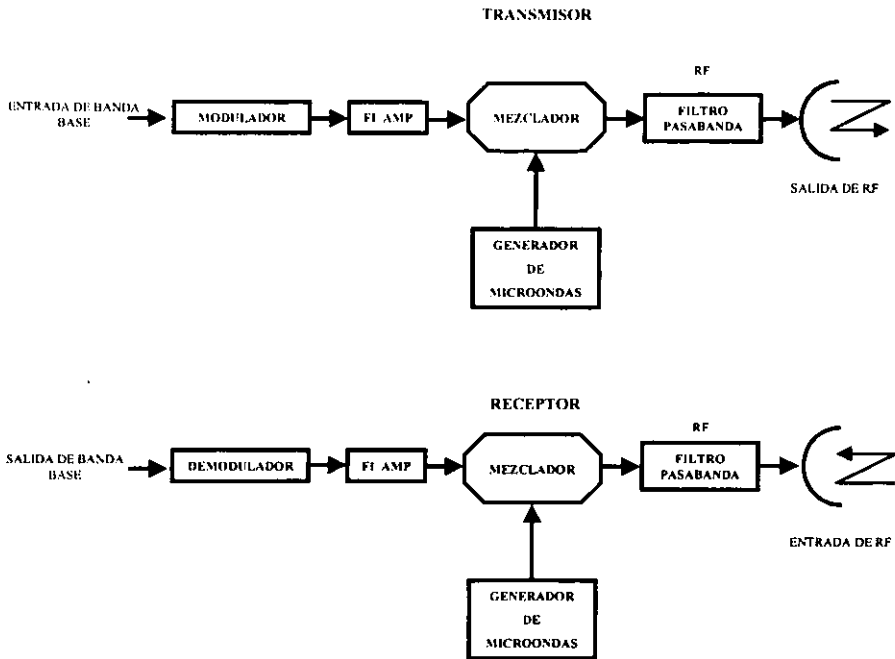 TRANSMISOR
RF
ENTRADA DE BANDA
BASE
MODULADOR
FI AMP
MEZCLADOR
FILTRO
PASABANDA
SALIDA DE RF
GENERADOR
DE
MICROONDAS
RECEPTOR
RF
SALIDA DE BANDA
BASE
DEMODULADOR
FI AMP
MEZCLADOR
FILTRO
PASABANDA
ENTRADA DE RF
GENERADOR
DE
MICROONDAS